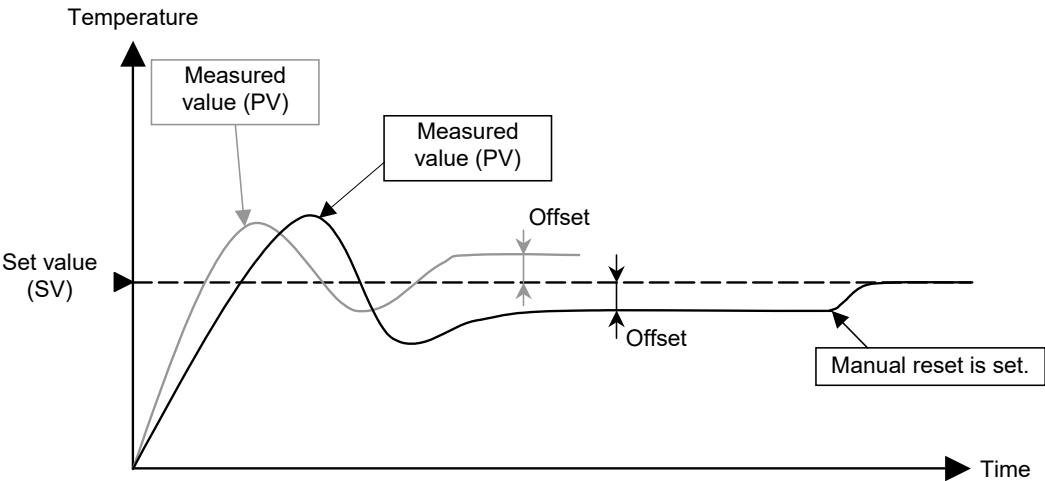 Temperature
Measured
value (PV)
Measured
value (PV)
Offset
Set value
(SV)
Offset
Manual reset is set.
Time